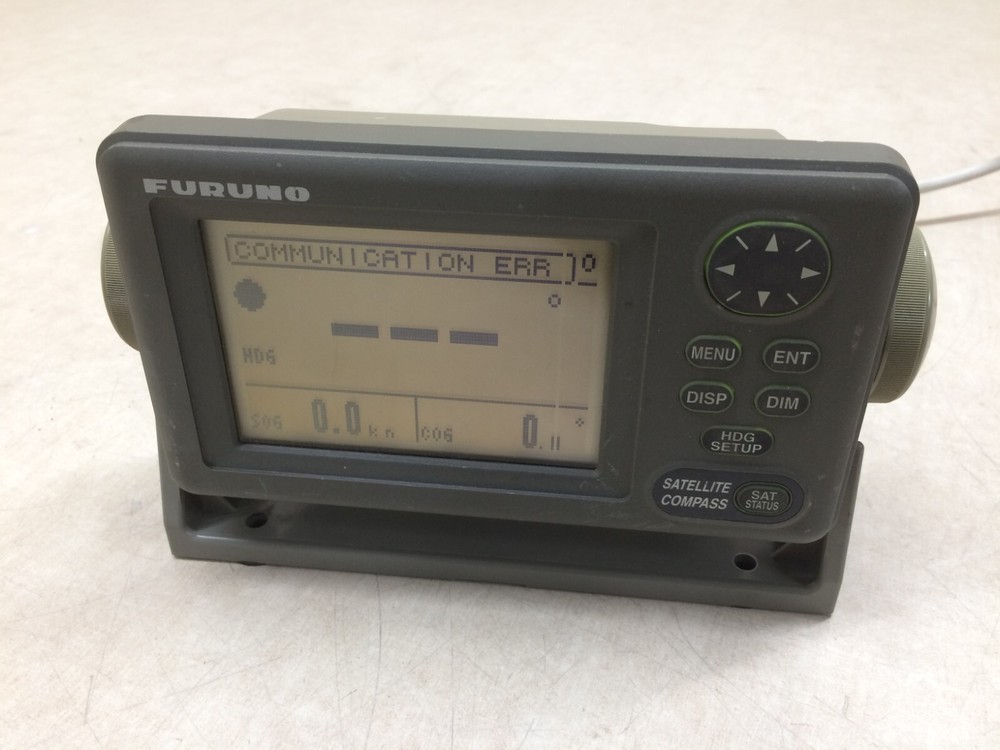 FURUNO
COMMUNICATION ERR
HDG
SOG 0.0 kn COG 0.
MENU
ENT
DISP
DIM
HDG
SETUP
SATELLITE
COMPASS
SAT
STATUS